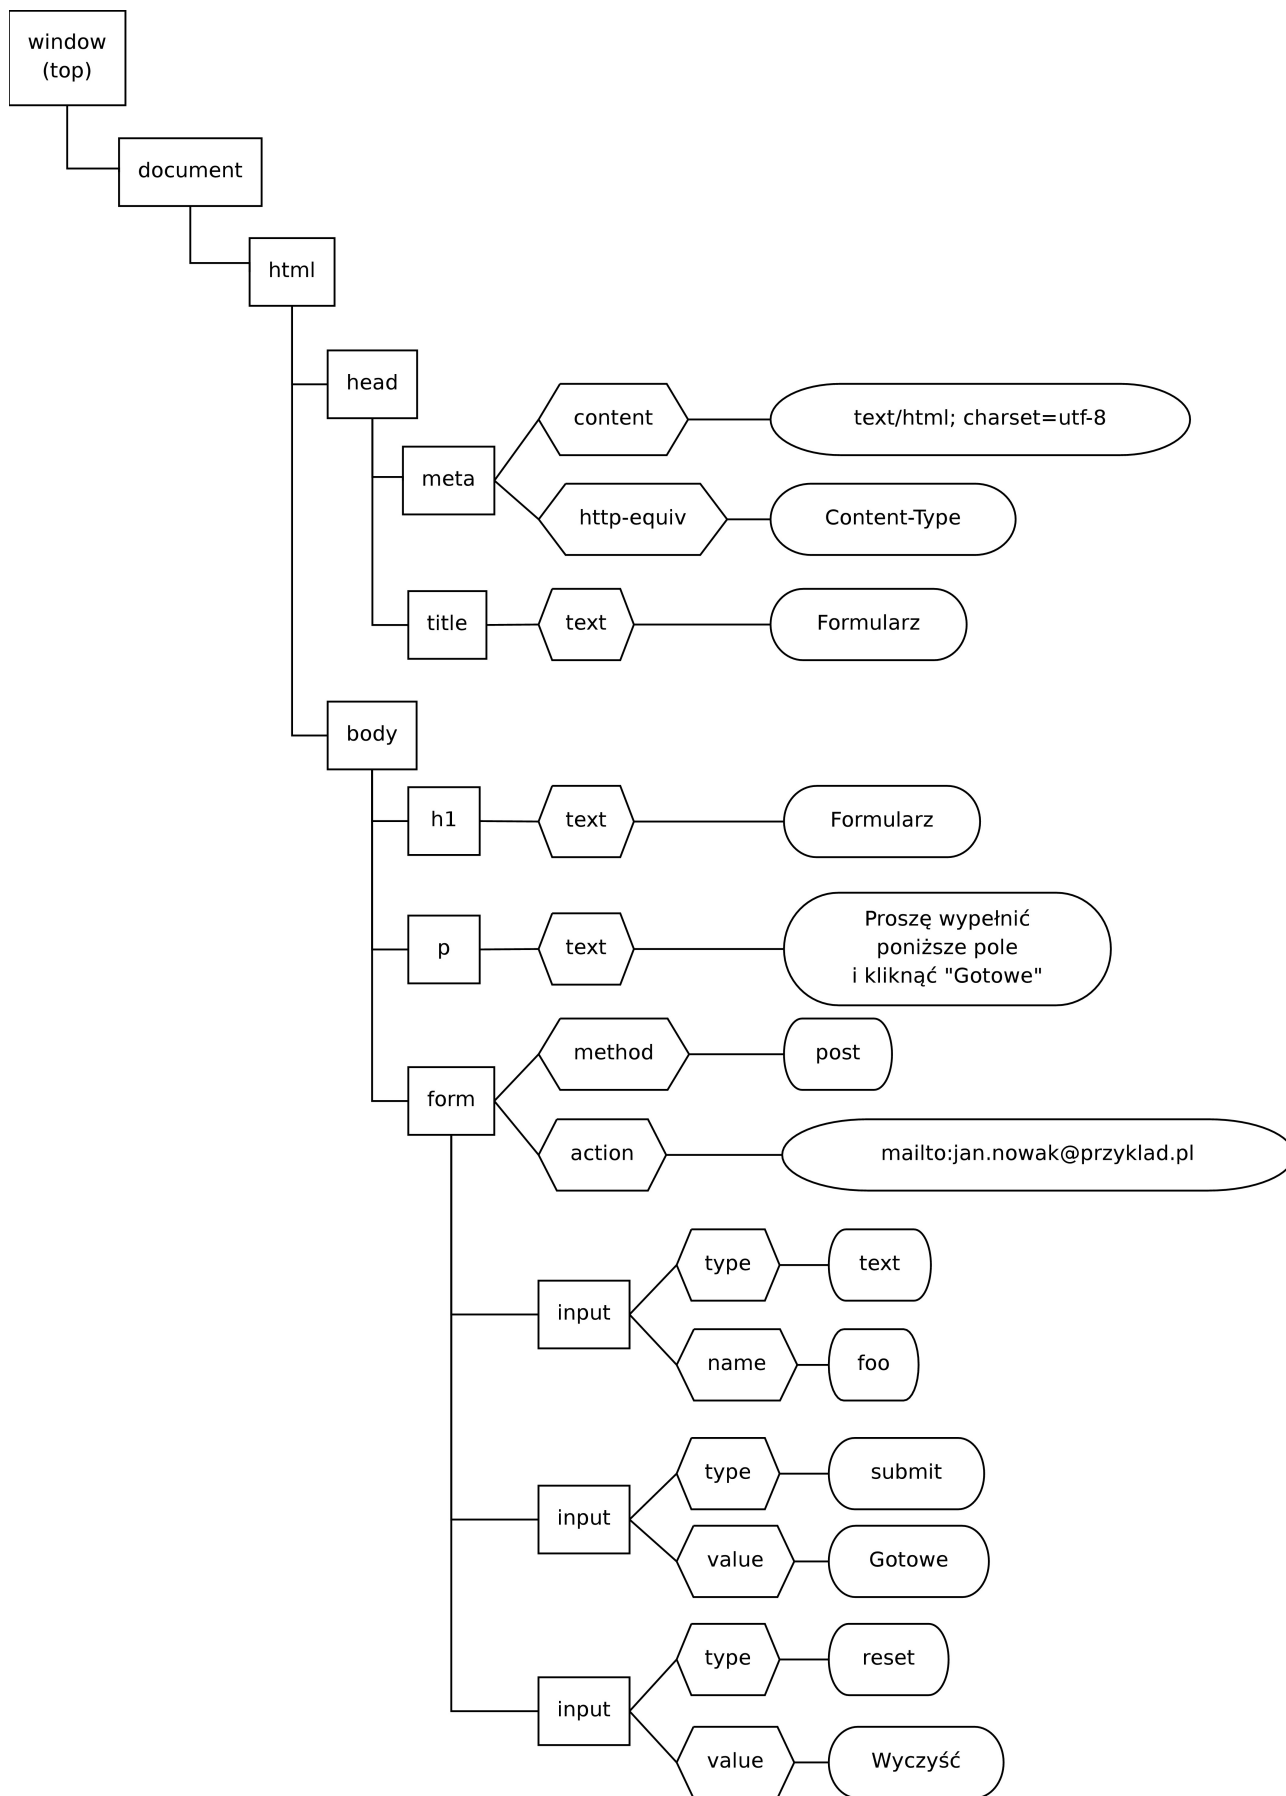 window
(top)
document
html
head
content
text/html; charset=utf-8
meta
http-equiv
Content-Type
title
text
Formularz
body
h1
text
Formularz
p
text
Proszę wypełnić
poniższe pole
i kliknąć "Gotowe"
method
post
form
action
mailto:jan.nowak@przyklad.pl
type
text
input
name
foo
type
submit
input
value
Gotowe
type
reset
input
value
Wyczyść